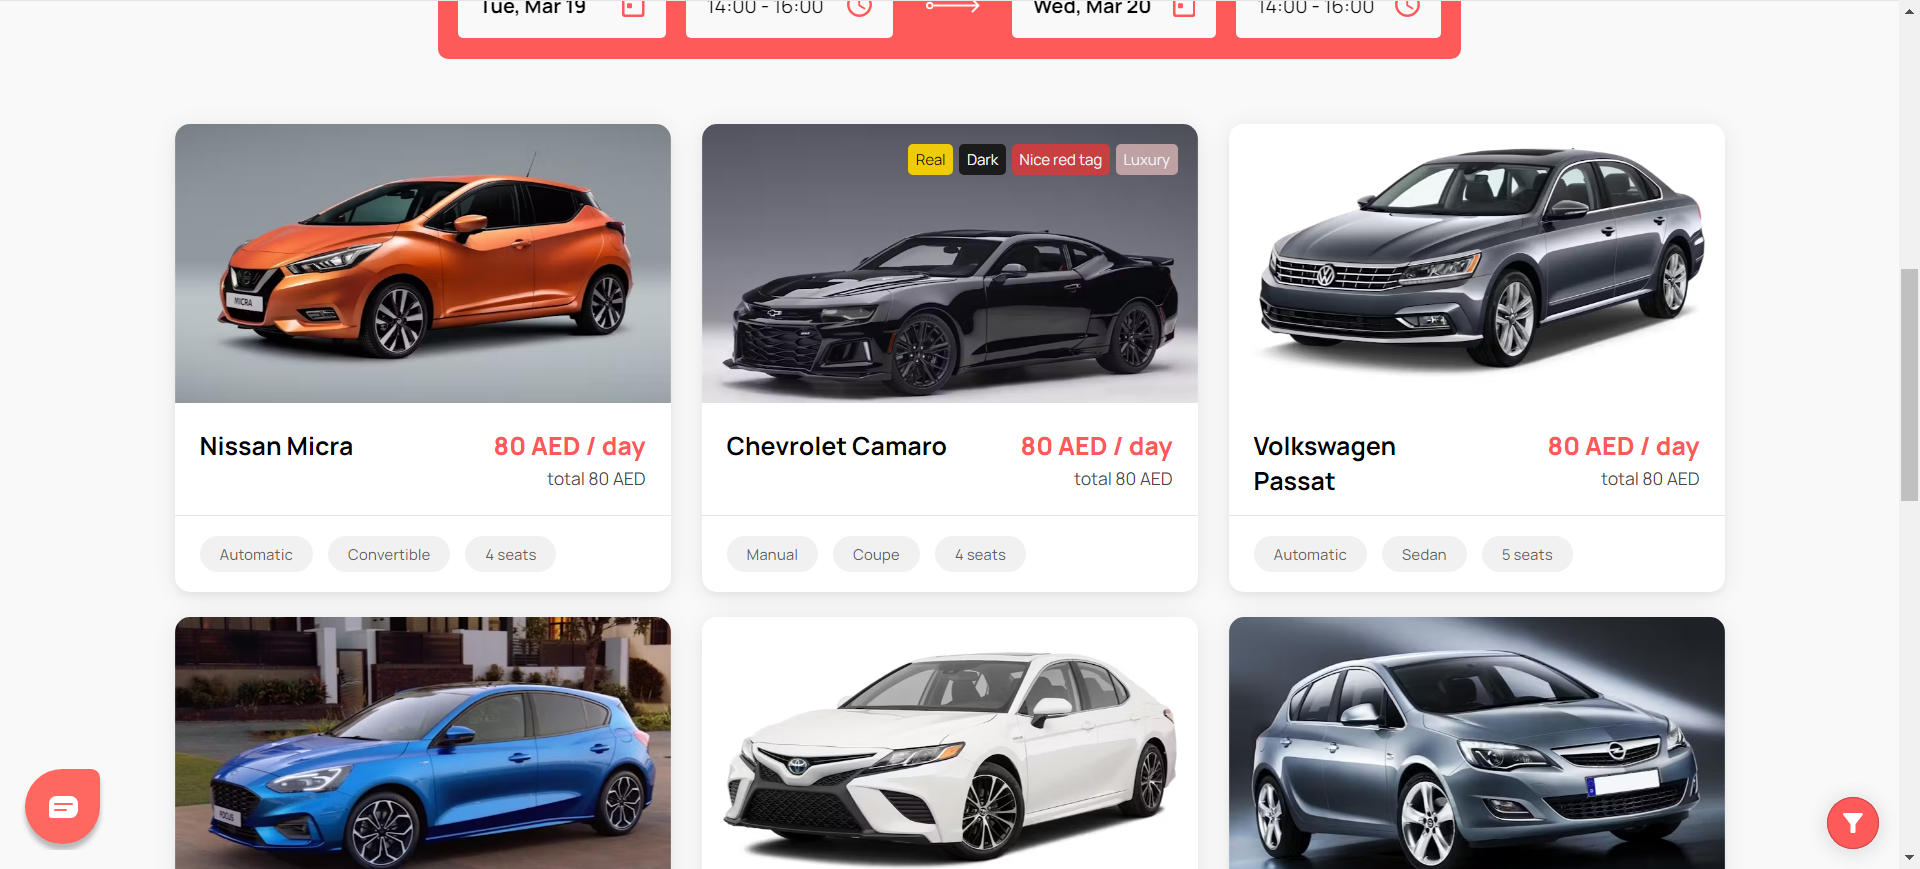 Tue, Mar 19
14:00 - 16:00
Wed, Mar 20
14:00 - 16:00
MICRA
Real
Dark
Nice red tag
Luxury
Nissan Micra
80 AED / day
total 80 AED
Chevrolet Camaro
80 AED / day
total 80 AED
Volkswagen
Passat
80 AED / day
total 80 AED
Automatic
Convertible
4 seats
Manual
Coupe
4 seats
Automatic
Sedan
5 seats
FOCUS